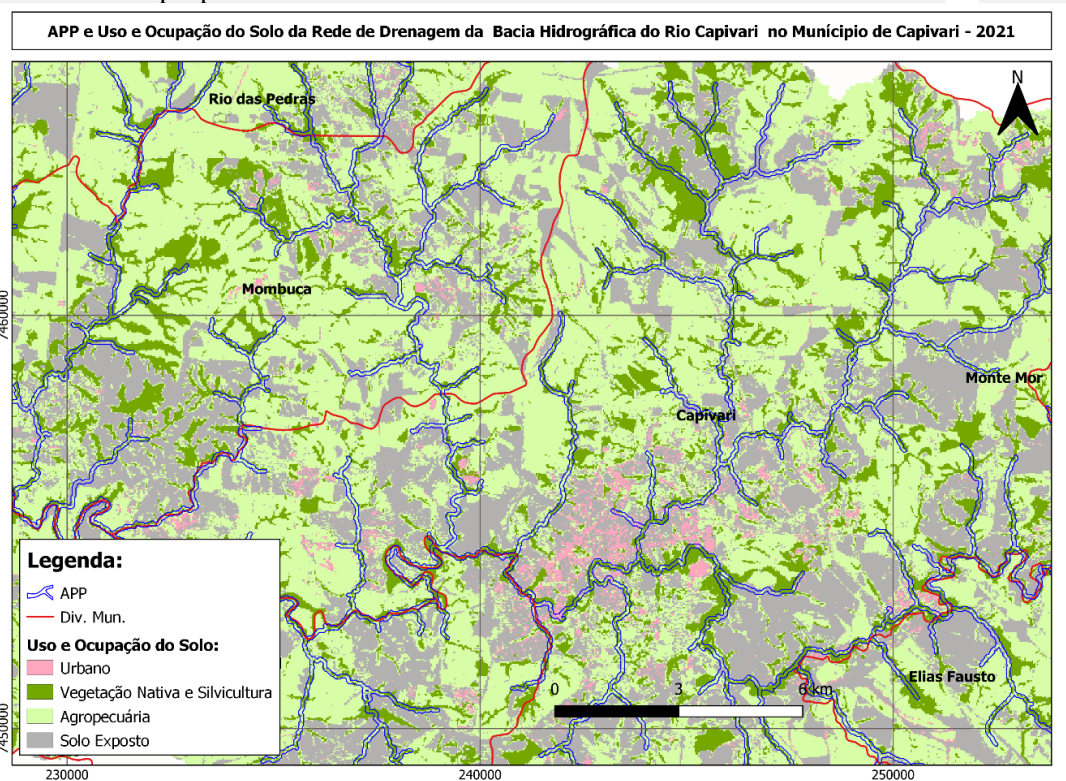 APP e Uso e Ocupação do Solo da Rede de Drenagem da Bacia Hidrográfica do Rio Capivari no Munícipio de Capivari - 2021
N
Rio das Pedras
Mombuca
7460000
Monte Mor
Capivari
Legenda:
APP
Div. Mun.
Uso e Ocupação do Solo:
Urbano
Vegetação Nativa e Silvicultura
Agropecuária
Solo Exposto
Elias Fausto
0 3 6 km
7450000
230000 240000 250000